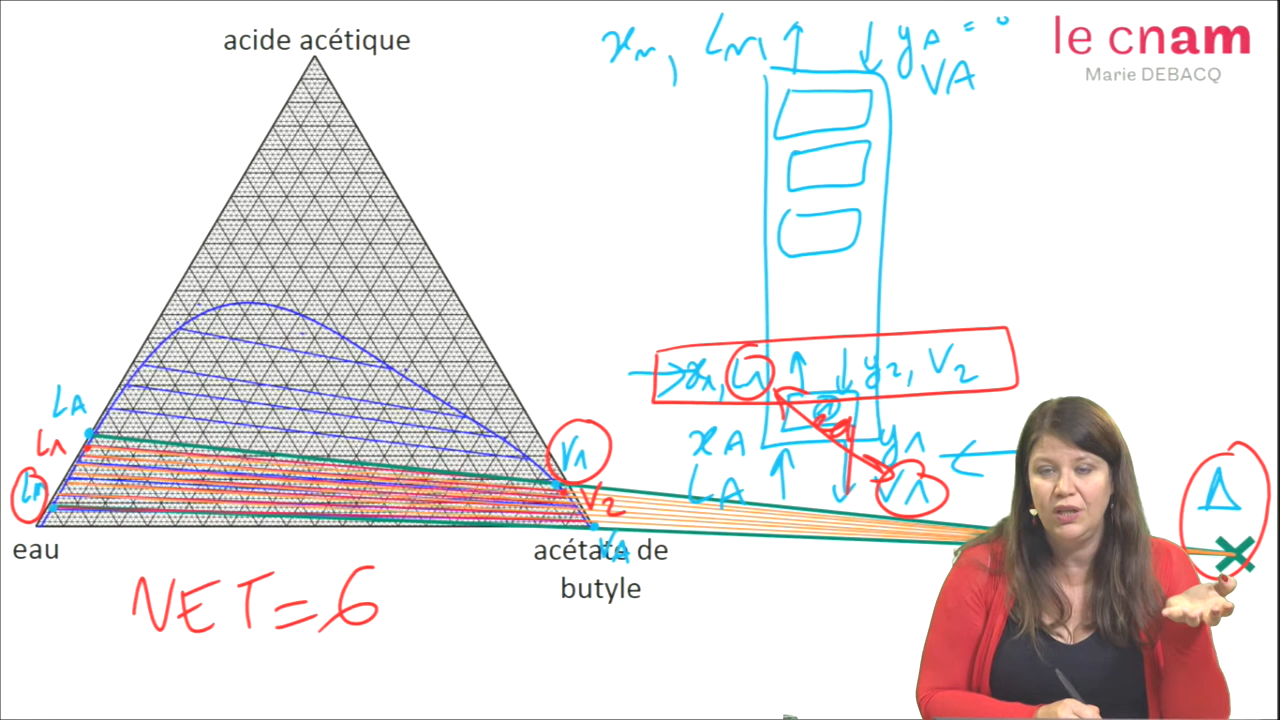 acide acétique
le cnam
Marie DEBACQ
xn, Ln
yA = 0
VA
x1, L1
y2, V2
xA
LA
y1
V1
LA
L1
Ln
V1
V2
VA
Δ
eau
acétate de
butyle
NET=6